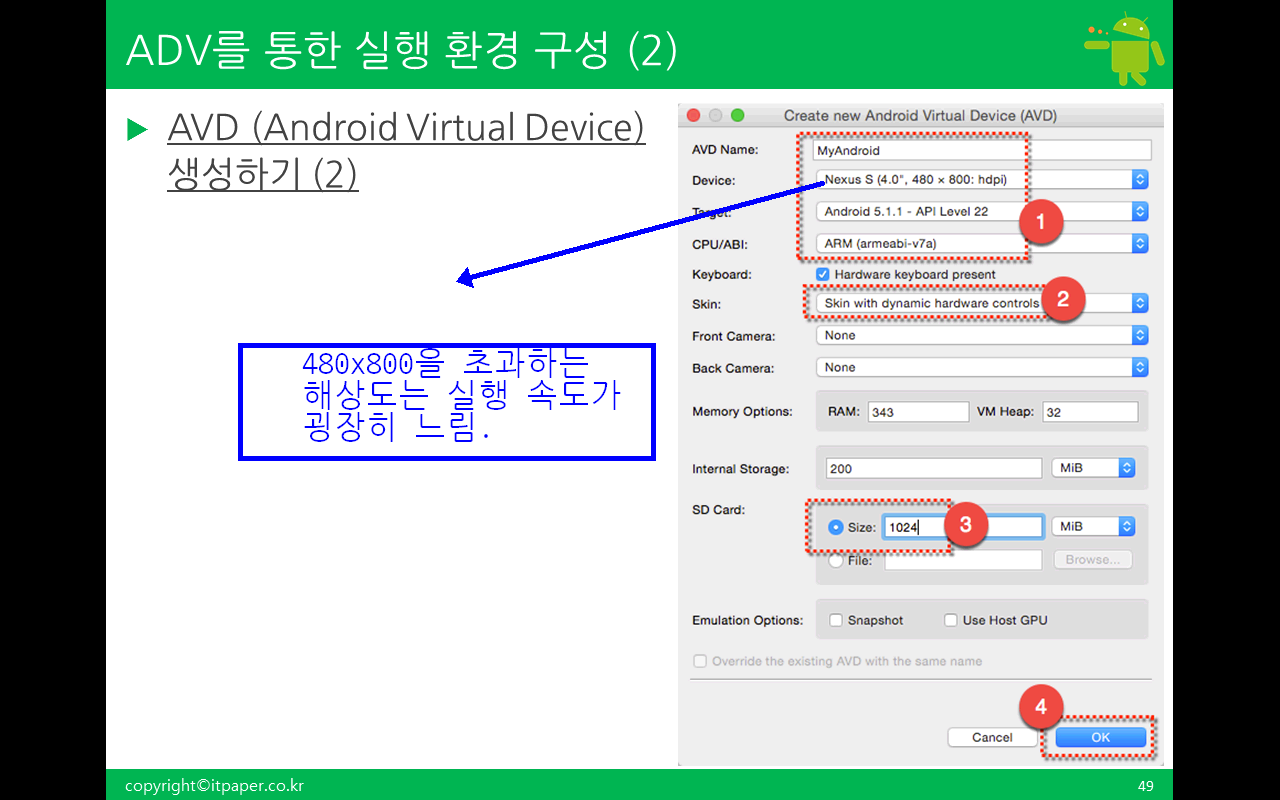 ADV를 통한 실행 환경 구성 (2)
AVD (Android Virtual Device)
생성하기 (2)
480x800을 초과하는
해상도는 실행 속도가
굉장히 느림.
Create new Android Virtual Device (AVD)
AVD Name: MyAndroid
Device: Nexus S (4.0", 480 × 800: hdpi)
Target: Android 5.1.1 - API Level 22
1
CPU/ABI: ARM (armeabi-v7a)
Keyboard: Hardware keyboard present
Skin: Skin with dynamic hardware controls
2
Front Camera: None
Back Camera: None
Memory Options: RAM: 343 VM Heap: 32
Internal Storage: 200 MiB
SD Card:
Size: 1024 3 MiB
File: Browse...
Emulation Options: Snapshot Use Host GPU
Override the existing AVD with the same name
4
Cancel OK
copyright©itpaper.co.kr 49